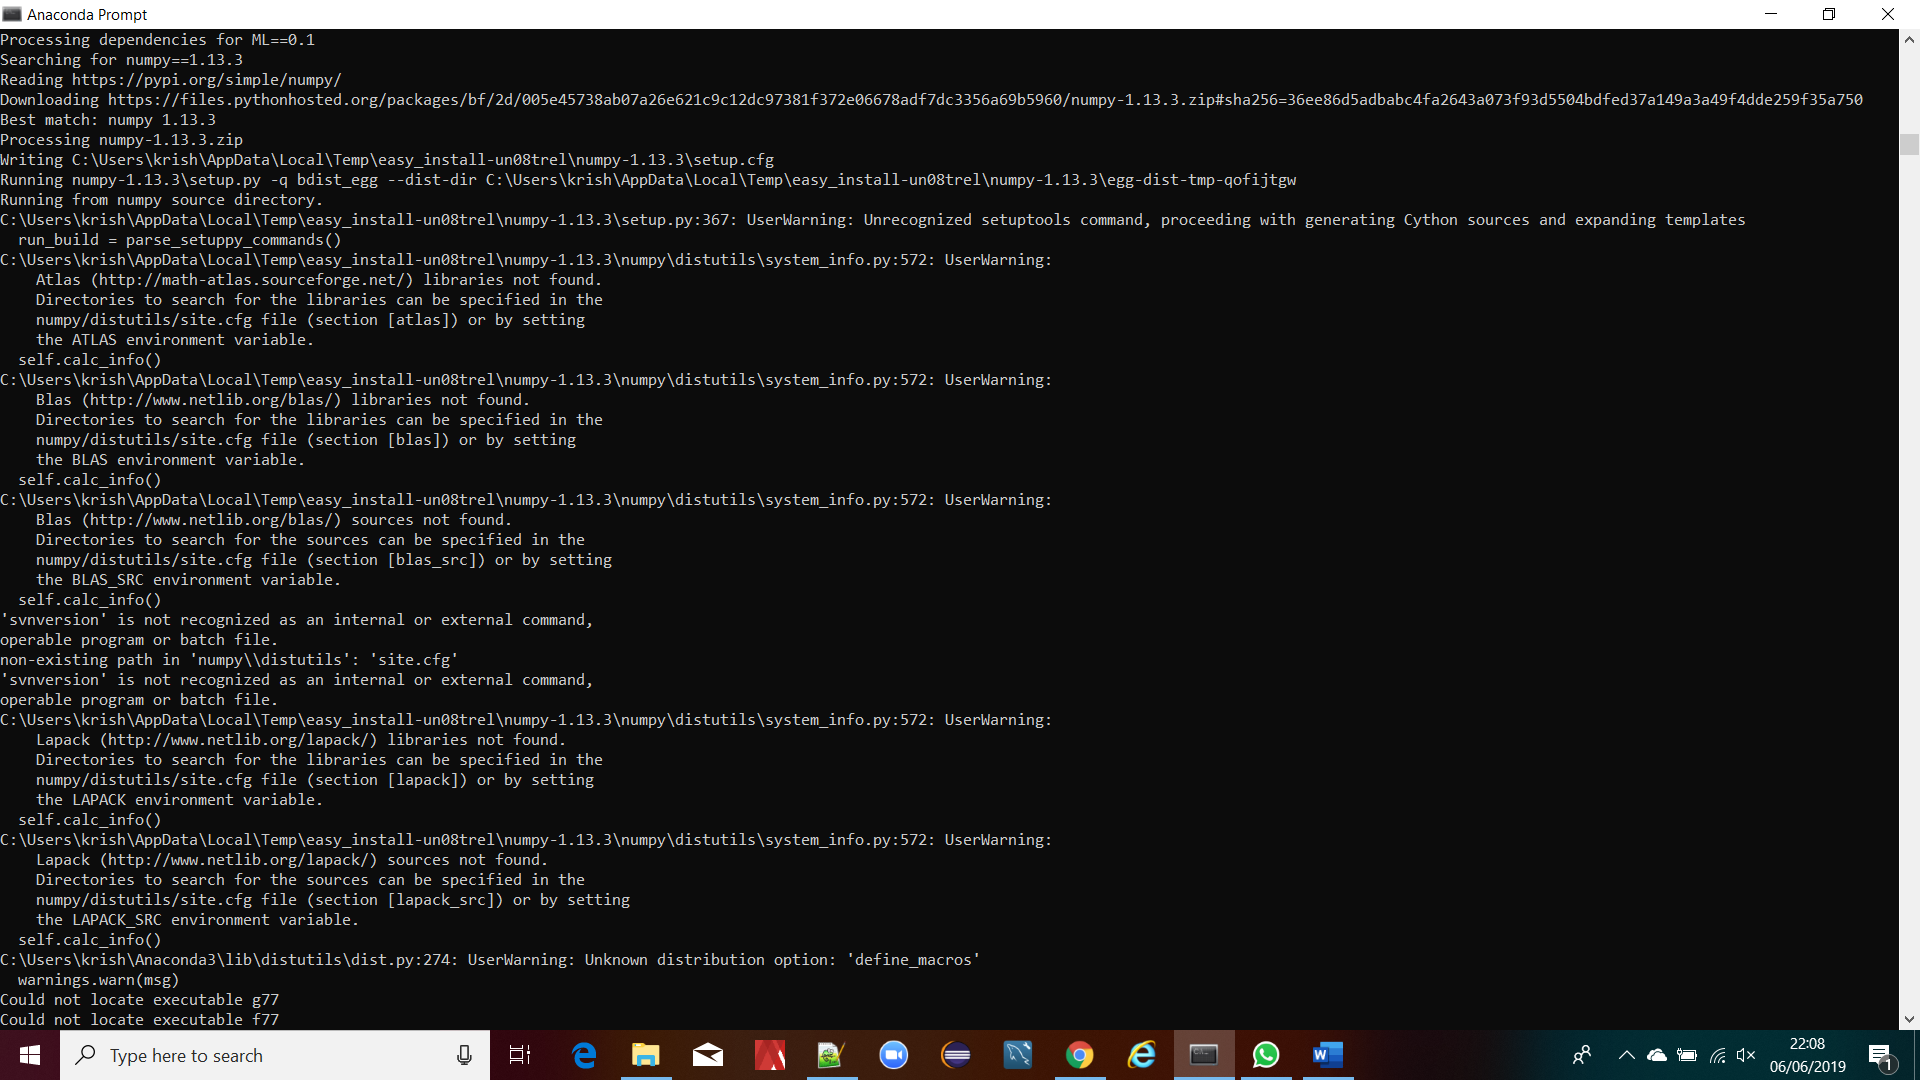 Anaconda Prompt
Processing dependencies for ML==0.1
Searching for numpy==1.13.3
Reading https://pypi.org/simple/numpy/
Downloading https://files.pythonhosted.org/packages/bf/2d/005e45738ab07a26e621c9c12dc97381f372e06678adf7dc3356a69b5960/numpy-1.13.3.zip#sha256=36ee86d5adbabc4fa2643a073f93d5504bdfed37a149a3a49f4dde259f35a750
Best match: numpy 1.13.3
Processing numpy-1.13.3.zip
Writing C:\Users\krish\AppData\Local\Temp\easy_install-un08trel\numpy-1.13.3\setup.cfg
Running numpy-1.13.3\setup.py -q bdist_egg --dist-dir C:\Users\krish\AppData\Local\Temp\easy_install-un08trel\numpy-1.13.3\egg-dist-tmp-qofijtgw
Running from numpy source directory.
C:\Users\krish\AppData\Local\Temp\easy_install-un08trel\numpy-1.13.3\setup.py:367: UserWarning: Unrecognized setuptools command, proceeding with generating Cython sources and expanding templates
  run_build = parse_setuppy_commands()
C:\Users\krish\AppData\Local\Temp\easy_install-un08trel\numpy-1.13.3\numpy\distutils\system_info.py:572: UserWarning:
    Atlas (http://math-atlas.sourceforge.net/) libraries not found.
    Directories to search for the libraries can be specified in the
    numpy/distutils/site.cfg file (section [atlas]) or by setting
    the ATLAS environment variable.
  self.calc_info()
C:\Users\krish\AppData\Local\Temp\easy_install-un08trel\numpy-1.13.3\numpy\distutils\system_info.py:572: UserWarning:
    Blas (http://www.netlib.org/blas/) libraries not found.
    Directories to search for the libraries can be specified in the
    numpy/distutils/site.cfg file (section [blas]) or by setting
    the BLAS environment variable.
  self.calc_info()
C:\Users\krish\AppData\Local\Temp\easy_install-un08trel\numpy-1.13.3\numpy\distutils\system_info.py:572: UserWarning:
    Blas (http://www.netlib.org/blas/) sources not found.
    Directories to search for the sources can be specified in the
    numpy/distutils/site.cfg file (section [blas_src]) or by setting
    the BLAS_SRC environment variable.
  self.calc_info()
'svnversion' is not recognized as an internal or external command,
operable program or batch file.
non-existing path in 'numpy\\distutils': 'site.cfg'
'svnversion' is not recognized as an internal or external command,
operable program or batch file.
C:\Users\krish\AppData\Local\Temp\easy_install-un08trel\numpy-1.13.3\numpy\distutils\system_info.py:572: UserWarning:
    Lapack (http://www.netlib.org/lapack/) libraries not found.
    Directories to search for the libraries can be specified in the
    numpy/distutils/site.cfg file (section [lapack]) or by setting
    the LAPACK environment variable.
  self.calc_info()
C:\Users\krish\AppData\Local\Temp\easy_install-un08trel\numpy-1.13.3\numpy\distutils\system_info.py:572: UserWarning:
    Lapack (http://www.netlib.org/lapack/) sources not found.
    Directories to search for the sources can be specified in the
    numpy/distutils/site.cfg file (section [lapack_src]) or by setting
    the LAPACK_SRC environment variable.
  self.calc_info()
C:\Users\krish\Anaconda3\lib\distutils\dist.py:274: UserWarning: Unknown distribution option: 'define_macros'
  warnings.warn(msg)
Could not locate executable g77
Could not locate executable f77
Type here to search
22:08
06/06/2019
1